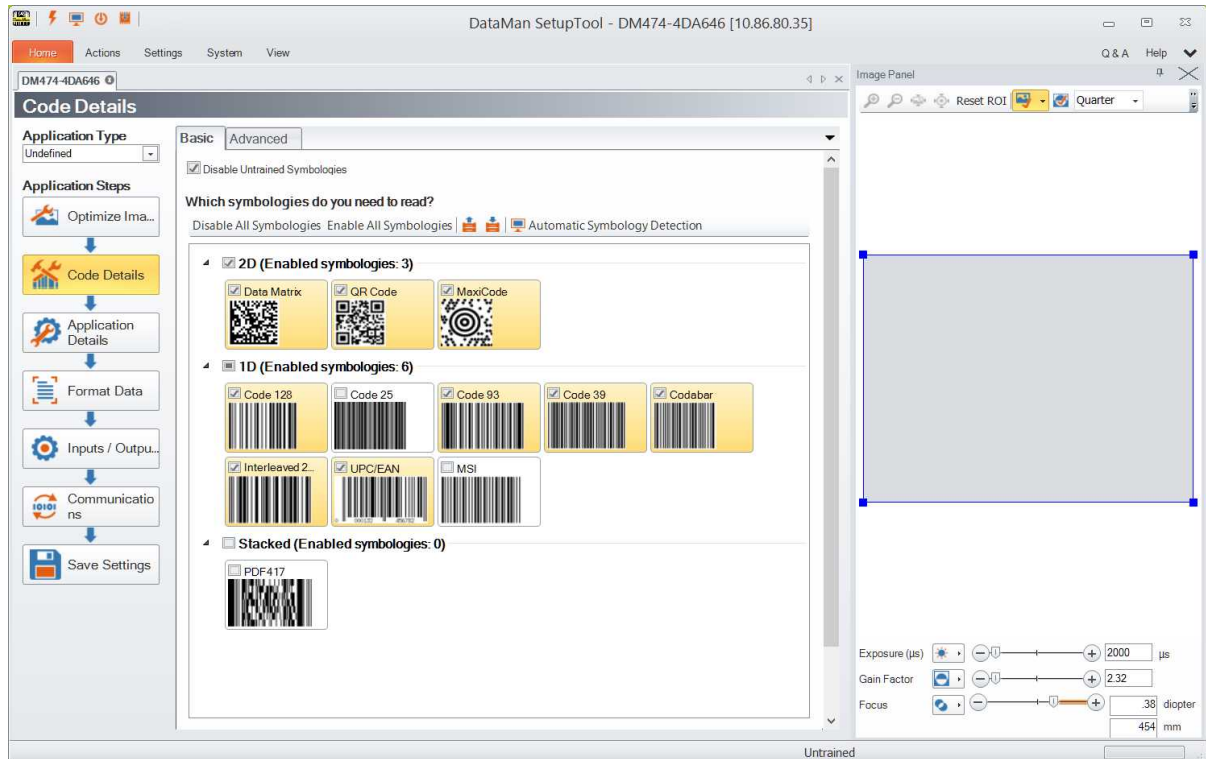 DataMan SetupTool - DM474-4DA646 [10.86.80.35]
Home Actions Settings System View Q & A Help
DM474-4DA646
Code Details
Application Type
Undefined
Application Steps
Optimize Ima...
Code Details
Application
Details
Format Data
Inputs / Outpu...
Communicatio
ns
Save Settings
Basic Advanced
Disable Untrained Symbologies
Which symbologies do you need to read?
Disable All Symbologies Enable All Symbologies Automatic Symbology Detection
2D (Enabled symbologies: 3)
Data Matrix QR Code MaxiCode
1D (Enabled symbologies: 6)
Code 128 Code 25 Code 93 Code 39 Codabar
Interleaved 2... UPC/EAN MSI
Stacked (Enabled symbologies: 0)
PDF417
Image Panel
Reset ROI Quarter
Exposure (µs) 2000 µs
Gain Factor 2.32
Focus .38 diopter
454 mm
Untrained